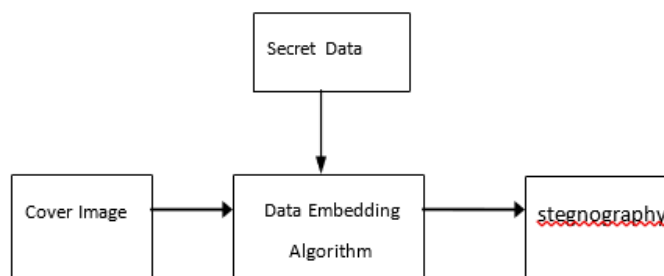 Secret Data
Cover Image
Data Embedding
Algorithm
stegnography